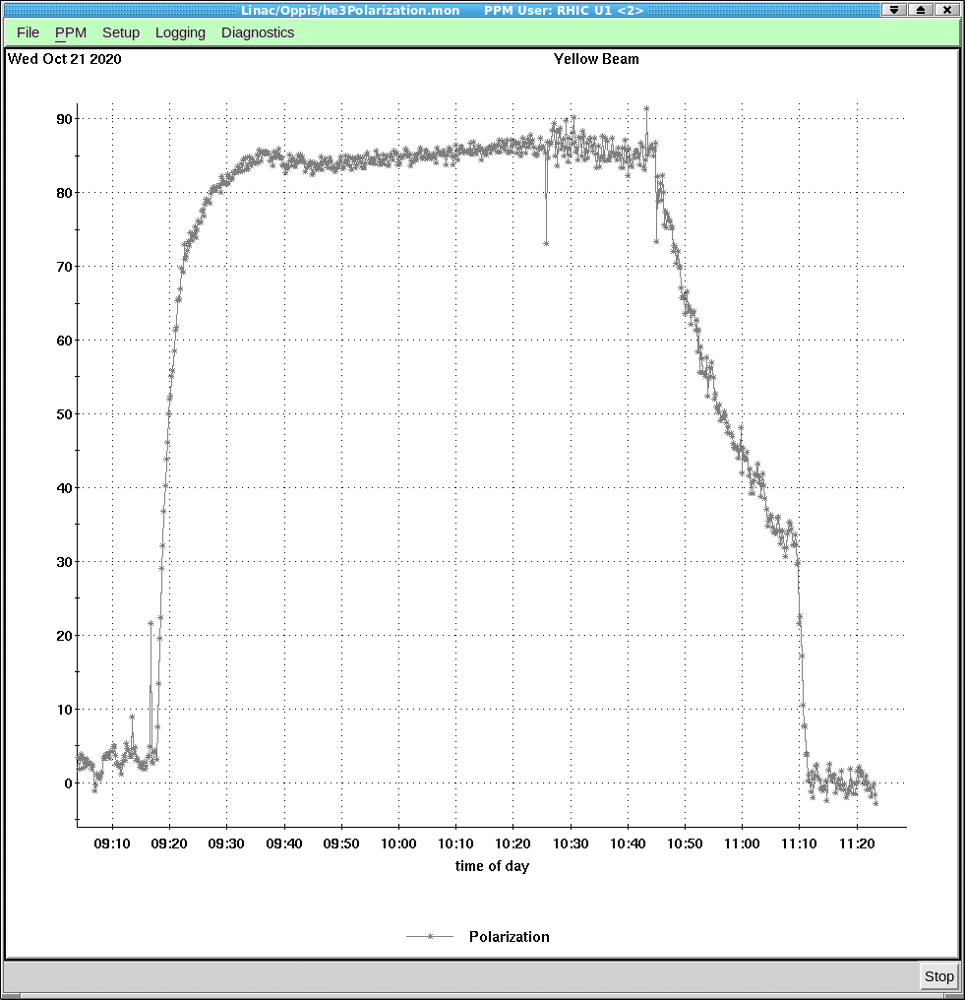 Linac/Oppis/he3Polarization.mon PPM User: RHIC U1 <2>
File PPM Setup Logging Diagnostics
Wed Oct 21 2020 Yellow Beam
90
80
70
60
50
40
30
20
10
0
09:10 09:20 09:30 09:40 09:50 10:00 10:10 10:20 10:30 10:40 10:50 11:00 11:10 11:20
time of day
Polarization
Stop